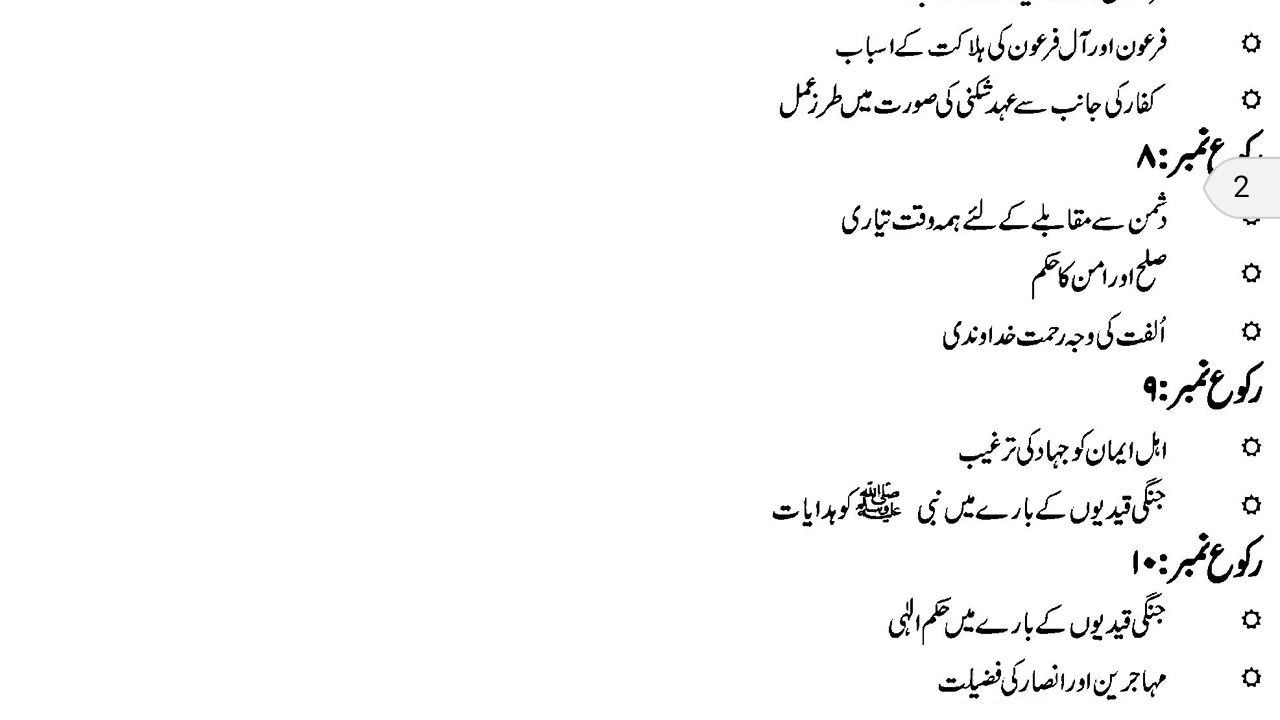 فرعون اور آل فرعون کی ہلاکت کے اسباب
کفار کی جانب سے عہد شکنی کی صورت میں طرز عمل
رکوع نمبر :۸
2
دشمن سے مقابلے کے لئے ہمہ وقت تیاری
صلح اور امن کا حکم
اُلفت کی وجہ رحمت خداوندی
رکوع نمبر :۹
اہل ایمان کو جہاد کی ترغیب
جنگی قیدیوں کے بارے میں نبی ﷺ کو ہدایات
رکوع نمبر :۱۰
جنگی قیدیوں کے بارے میں حکم الٰہی
مہاجرین اور انصار کی فضیلت